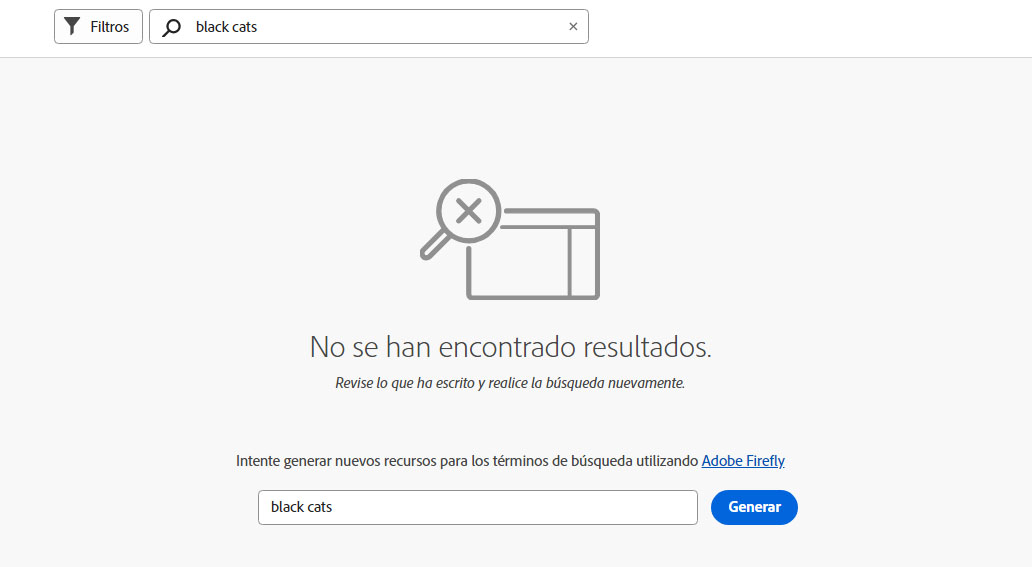 Filtros
black cats
No se han encontrado resultados.
Revise lo que ha escrito y realice la búsqueda nuevamente.
Intente generar nuevos recursos para los términos de búsqueda utilizando Adobe Firefly
black cats
Generar